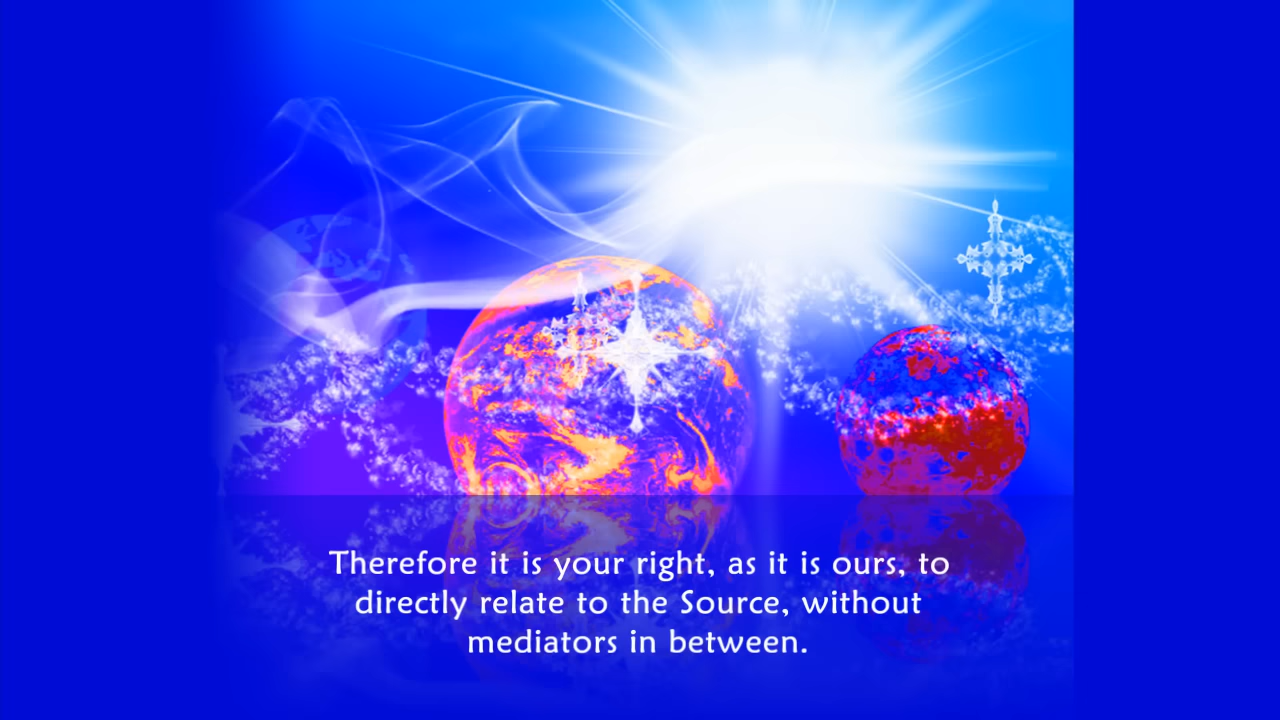 Therefore it is your right, as it is ours, to
directly relate to the Source, without
mediators in between.